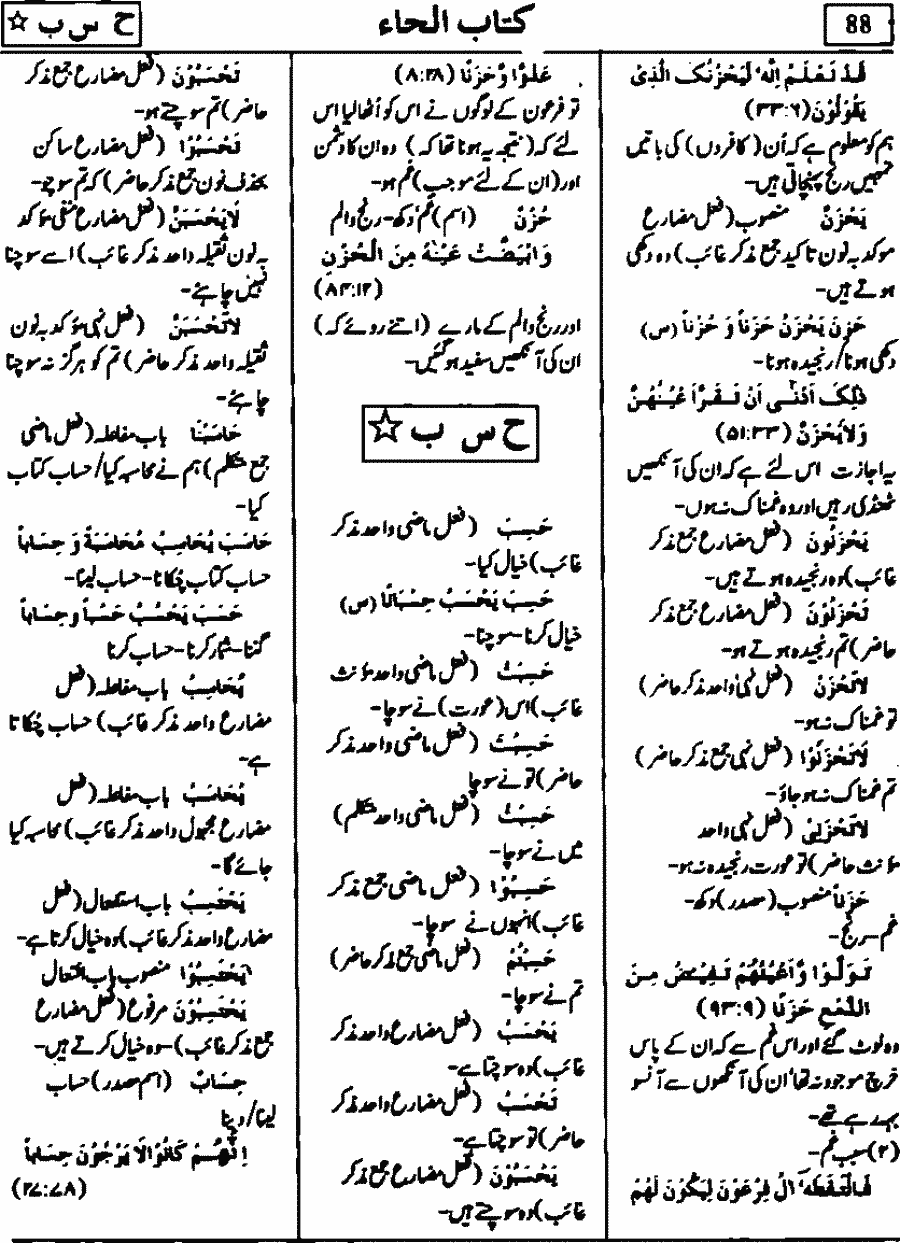 88
کتاب الحاء
ح س ب ☆
قَدْ نَعْلَمُ اِنَّهٗ لَيَحْزُنُکَ الَّذِیْ
يَقُوْلُوْنَ (۳۳:۶)
ہم کو معلوم ہے کہ اُن (کافروں) کی باتیں
تمہیں رنج پہنچاتی ہیں۔
يَحْزَنَّ منصوب (فعل مضارع
موکد بہ نون تاکید جمع مذکر غائب) وہ دکھی
ہوتے ہیں۔
حَزِنَ يَحْزَنُ حَزَناً وَ حُزْناً (س)
دکھی ہونا/رنجیدہ ہونا۔
ذٰلِکَ اَدْنٰی اَنْ تَقَرَّ اَعْيُنُهُنَّ
وَلَا يَحْزَنَّ (۵۱:۳۳)
یہ اجازت اس لئے ہے کہ ان کی آنکھیں
ٹھنڈی رہیں اور وہ غمناک نہ ہوں۔
يَحْزَنُوْنَ (فعل مضارع جمع مذکر
غائب) وہ رنجیدہ ہوتے ہیں۔
تَحْزَنُوْنَ (فعل مضارع جمع مذکر
حاضر) تم رنجیدہ ہوتے ہو۔
لَاتَحْزَنْ (فعل نہی واحد مذکر حاضر)
تو غمناک نہ ہو۔
لَاتَحْزَنُوْا (فعل نہی جمع مذکر حاضر)
تم غمناک نہ ہو جاؤ۔
لَاتَحْزَنِیْ (فعل نہی واحد
مؤنث حاضر) تو عورت رنجیدہ نہ ہو۔
حَزَناً منصوب (مصدر) دکھ۔
غم۔رنج۔
تَوَلَّوْا وَّاَعْيُنُهُمْ تَفِيْضُ مِنَ
الدَّمْعِ حَزَنًا (۹۳:۹)
وہ لوٹ گئے اور اس غم سے کہ ان کے پاس
خرچ موجود نہ تھا، ان کی آنکھوں سے آنسو
بہہ رہے تھے۔
(۲) سبب غم۔
فَالْتَقَطَهٗۤ اٰلُ فِرْعَوْنَ لِيَکُوْنَ لَهُمْ
عَدُوًّا وَّحَزَنًا (۸:۲۸)
تو فرعون کے لوگوں نے اس کو اُٹھالیا اس
لئے کہ (نتیجہ یہ ہونا تھا کہ) وہ ان کا دشمن
اور (ان کے لئے موجب) غم ہو۔
حُزْنٌ (اسم) غم دکھ۔ رنج والم
وَابْيَضَّتْ عَيْنٰهُ مِنَ الْحُزْنِ
(۸۴:۱۲)
اور رنج والم کے مارے (اتنے روئے کہ)
ان کی آنکھیں سفید ہو گئیں۔
ح س ب ☆
حَسِبَ (فعل ماضی واحد مذکر
غائب) خیال کیا۔
حَسِبَ يَحْسَبُ حِسْبَانًا (س)
خیال کرنا۔سوچنا۔
حَسِبَتْ (فعل ماضی واحد مؤنث
غائب) اس (عورت) نے سوچا۔
حَسِبْتَ (فعل ماضی واحد مذکر
حاضر) تو نے سوچا
حَسِبْتُ (فعل ماضی واحد متکلم)
میں نے سوچا۔
حَسِبُوْا (فعل ماضی جمع مذکر
غائب) انہوں نے سوچا۔
حَسِبْتُمْ (فعل ماضی جمع مذکر حاضر)
تم نے سوچا۔
يَحْسَبُ (فعل مضارع واحد مذکر
غائب) وہ سوچتا ہے۔
تَحْسَبُ (فعل مضارع واحد مذکر
حاضر) تو سوچتا ہے۔
يَحْسَبُوْنَ (فعل مضارع جمع مذکر
غائب) وہ سوچتے ہیں۔
تَحْسَبُوْنَ (فعل مضارع جمع مذکر
حاضر) تم سوچتے ہو۔
تَحْسَبُوْا (فعل مضارع ساکن
بحذف نون جمع مذکر حاضر) کہ تم سوچو۔
لَايَحْسَبَنَّ (فعل مضارع منفی مؤکد
بہ نون ثقیلہ واحد مذکر غائب) اسے سوچنا
نہیں چاہئے۔
لَاتَحْسَبَنَّ (فعل نہی مؤکد بہ نون
ثقیلہ واحد مذکر حاضر) تم کو ہرگز نہ سوچنا
چاہئے۔
حَاسَبْنَا باب مفاعلہ (فعل ماضی
جمع متکلم) ہم نے محاسبہ کیا/حساب کتاب
کیا۔
حَاسَبَ يُحَاسِبُ مُحَاسَبَةً وَ حِسَاباً
حساب کتاب چُکانا۔حساب لینا۔
حَسَبَ يَحْسُبُ حَسْباً وحِسَاباً
گننا۔شمار کرنا۔حساب کرنا
يُحَاسِبُ باب مفاعلہ (فعل
مضارع واحد مذکر غائب) حساب چُکاتا
ہے۔
يُحَاسَبُ باب مفاعلہ (فعل
مضارع مجہول واحد مذکر غائب) محاسبہ کیا
جائے گا۔
يَحْتَسِبُ باب استعمال (فعل
مضارع واحد مذکر غائب) وہ خیال کرتا ہے۔
يَحْتَسِبُوْا منصوب باب افتعال
يَحْتَسِبُوْنَ مرفوع (فعل مضارع
جمع مذکر غائب)۔وہ خیال کرتے ہیں۔
حِسَابٌ (اسم مصدر) حساب
لینا/دینا
اِنَّهُمْ کَانُوْا لَا يَرْجُوْنَ حِسَاباً
(۲۷:۷۸)